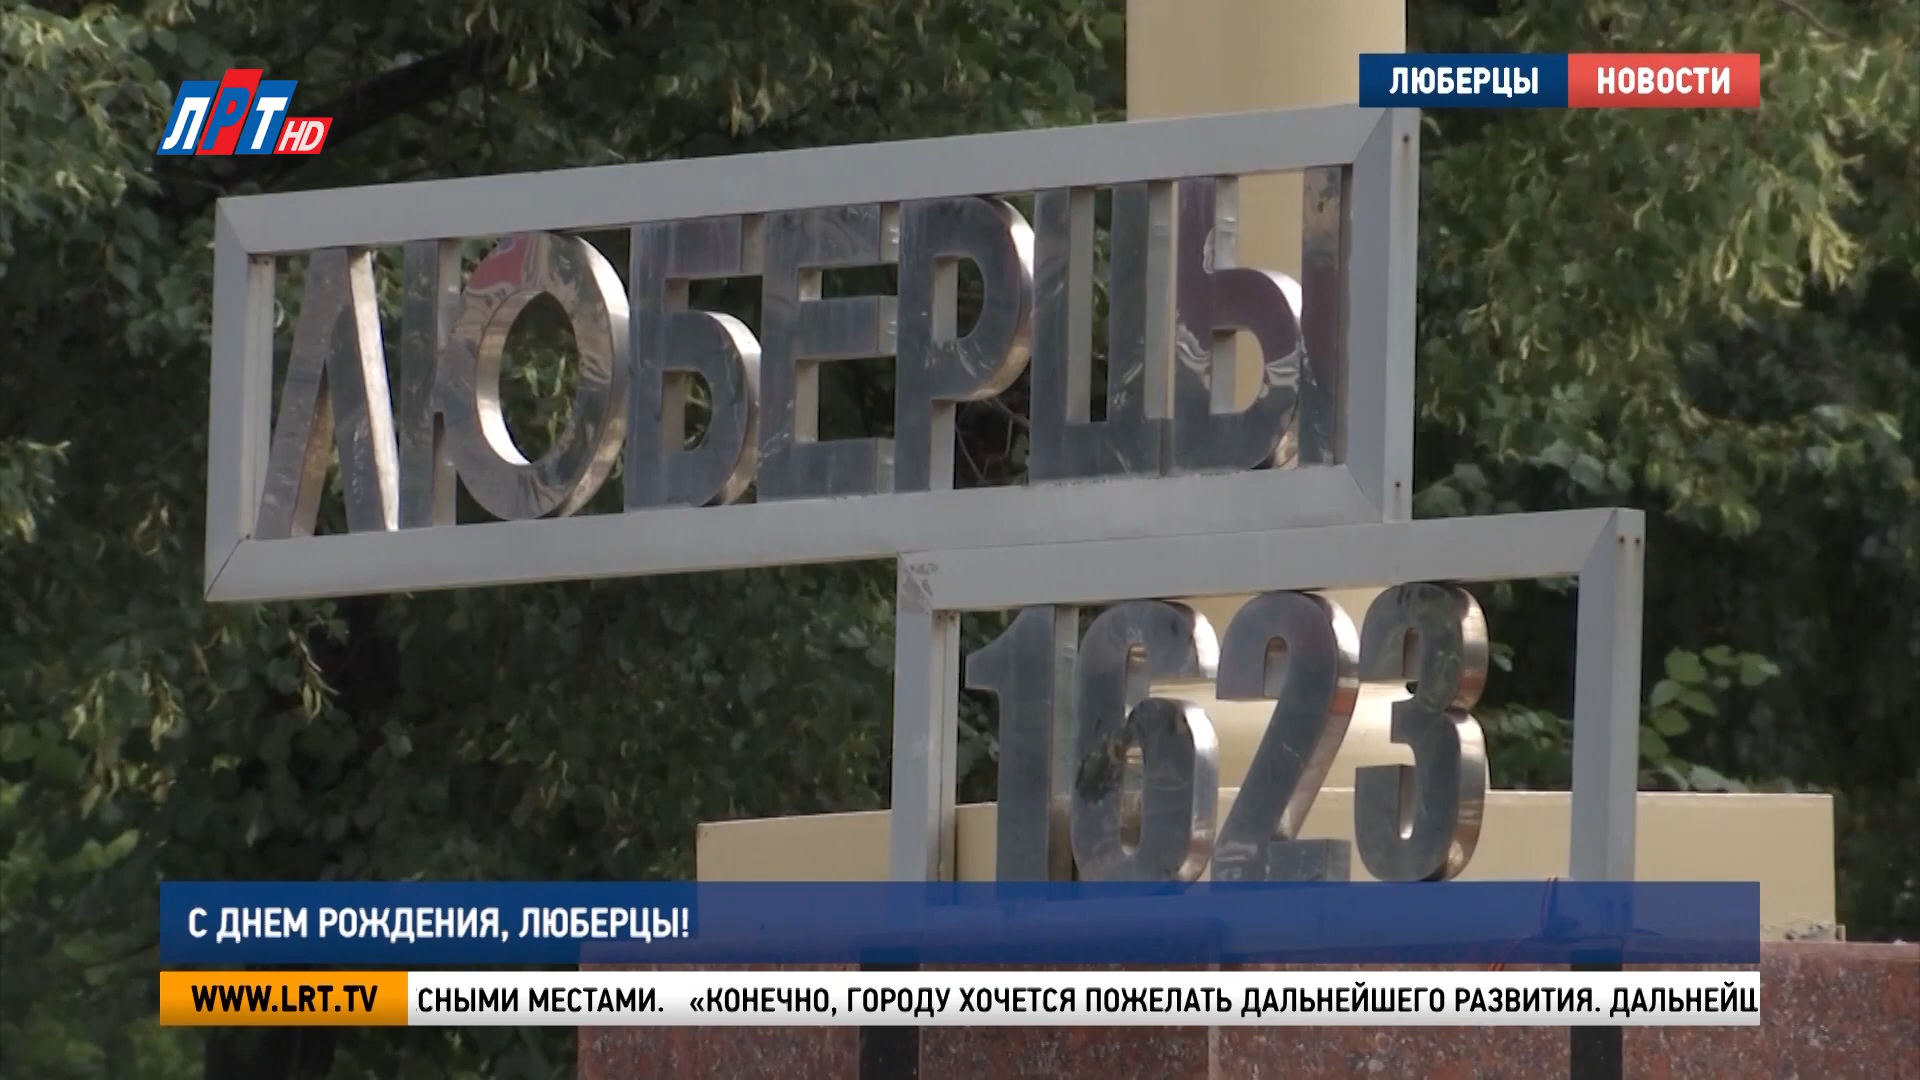 ЛРТ HD
ЛЮБЕРЦЫ НОВОСТИ
ЛЮБЕРЦЫ
1623
С ДНЕМ РОЖДЕНИЯ, ЛЮБЕРЦЫ!
WWW.LRT.TV СНЫМИ МЕСТАМИ. «КОНЕЧНО, ГОРОДУ ХОЧЕТСЯ ПОЖЕЛАТЬ ДАЛЬНЕЙШЕГО РАЗВИТИЯ. ДАЛЬНЕЙШ